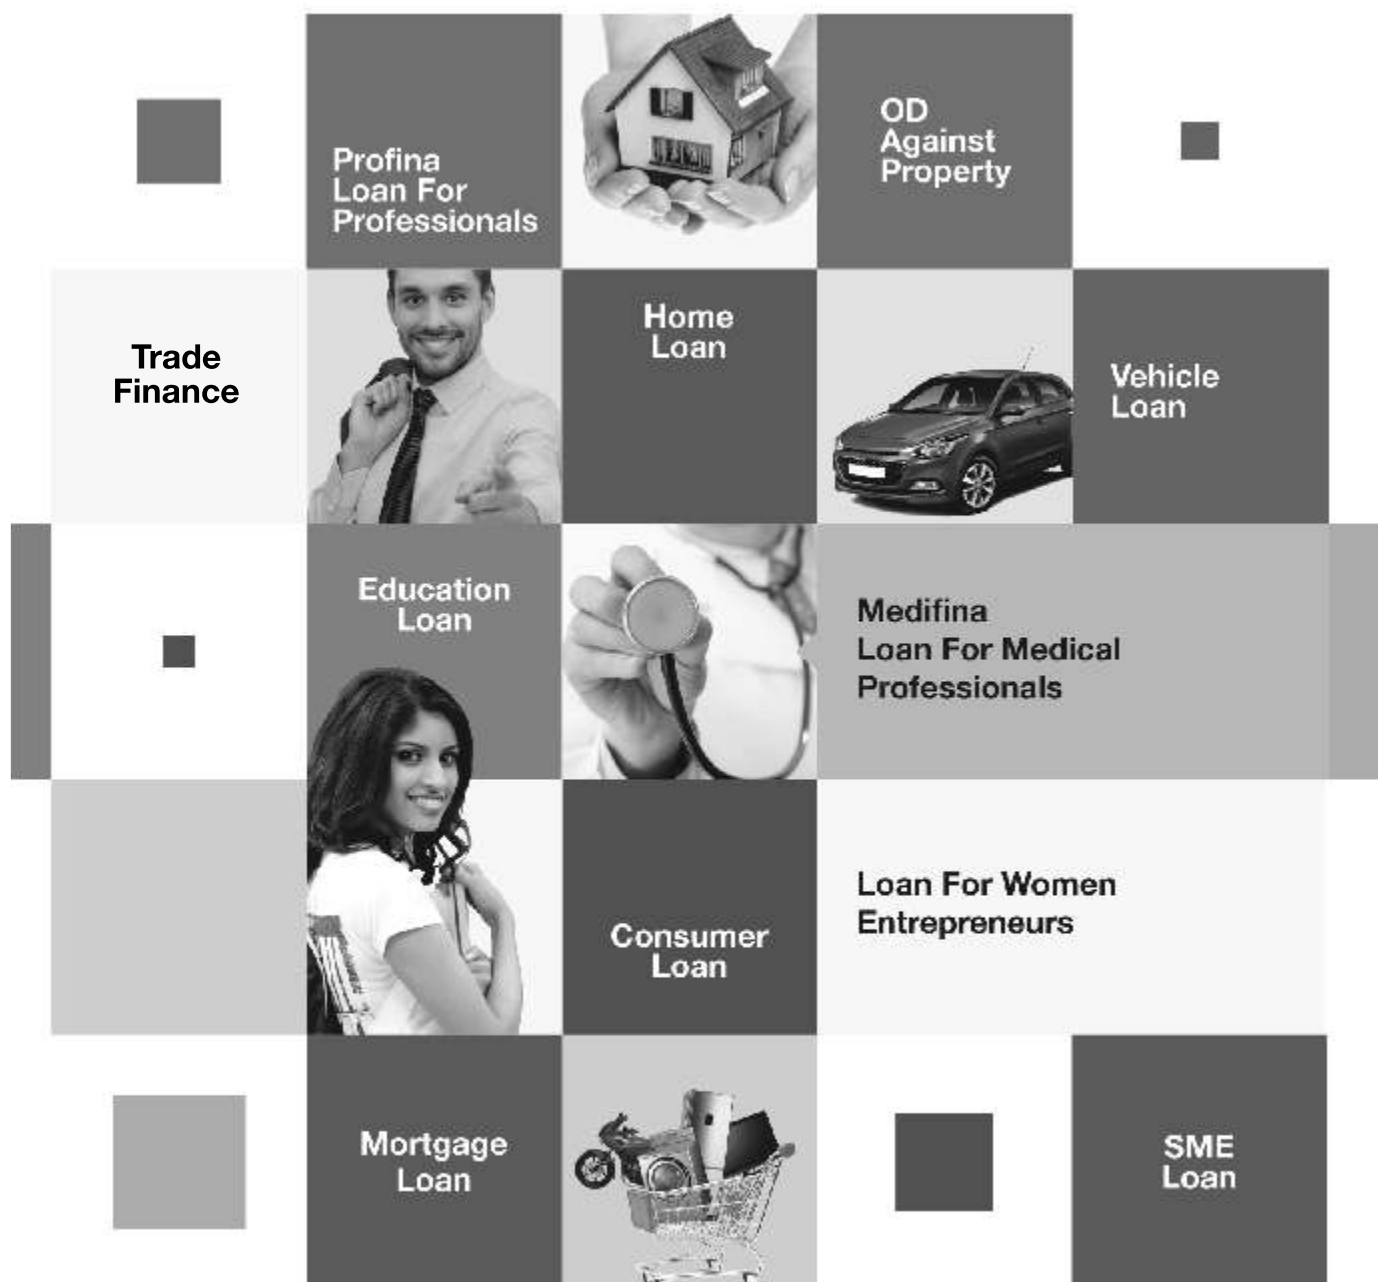 Profina
Loan For
Professionals
OD
Against
Property
Trade
Finance
Home
Loan
Vehicle
Loan
Education
Loan
Medifina
Loan For Medical
Professionals
Consumer
Loan
Loan For Women
Entrepreneurs
Mortgage
Loan
SME
Loan